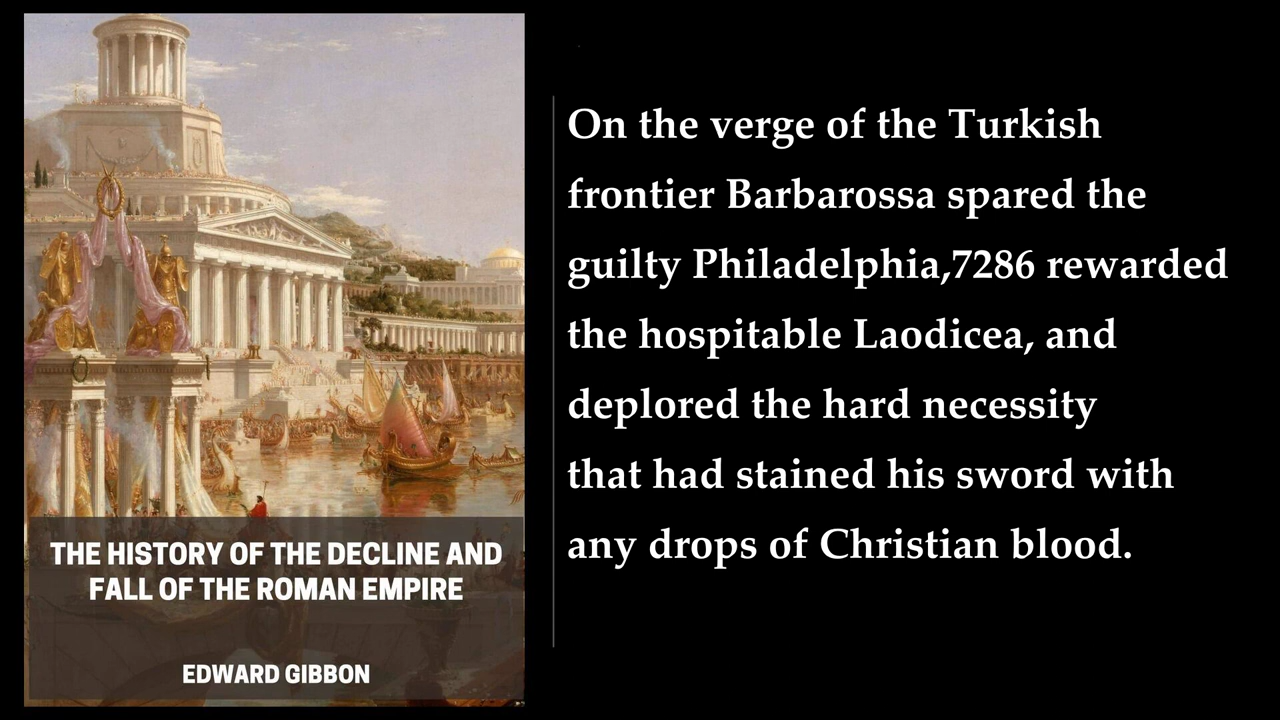 THE HISTORY OF THE DECLINE AND
FALL OF THE ROMAN EMPIRE
EDWARD GIBBON
On the verge of the Turkish
frontier Barbarossa spared the
guilty Philadelphia,7286 rewarded
the hospitable Laodicea, and
deplored the hard necessity
that had stained his sword with
any drops of Christian blood.